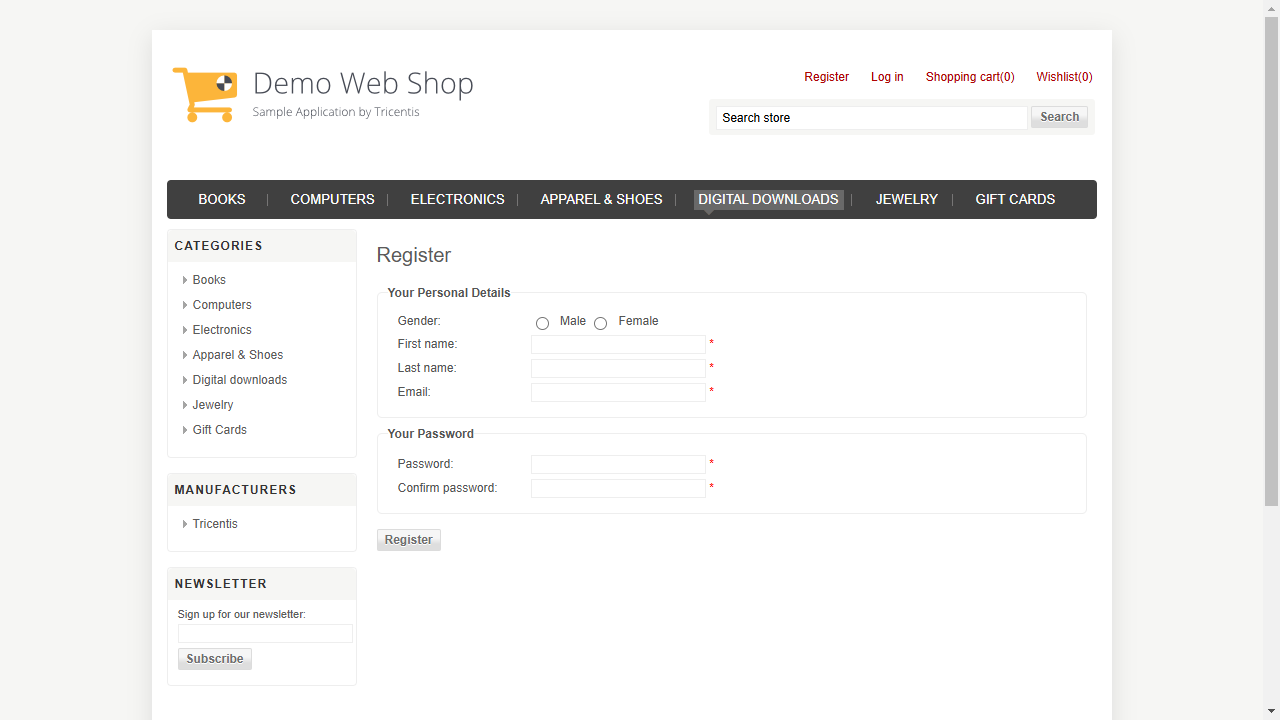 Demo Web Shop
Sample Application by Tricentis
Register Log in Shopping cart(0) Wishlist(0)
Search store Search
BOOKS COMPUTERS ELECTRONICS APPAREL & SHOES DIGITAL DOWNLOADS JEWELRY GIFT CARDS
CATEGORIES
Books
Computers
Electronics
Apparel & Shoes
Digital downloads
Jewelry
Gift Cards
MANUFACTURERS
Tricentis
NEWSLETTER
Sign up for our newsletter:
Subscribe
Register
Your Personal Details
Gender: Male Female
First name: *
Last name: *
Email: *
Your Password
Password: *
Confirm password: *
Register